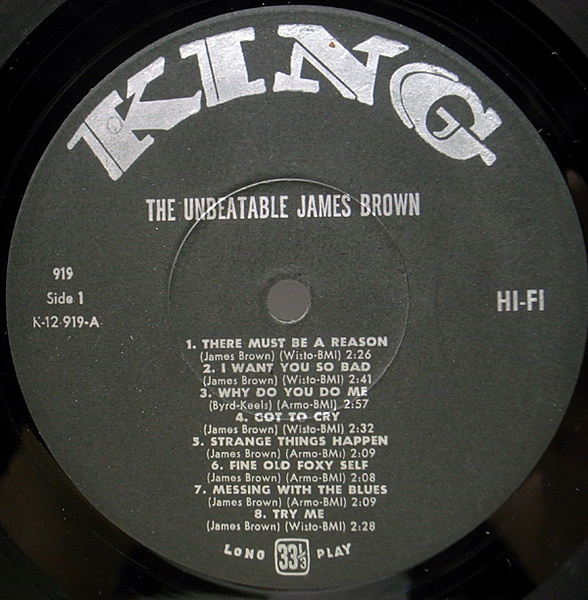 KING
THE UNBEATABLE JAMES BROWN
919
Side 1
K-12-919-A
HI-FI
1. THERE MUST BE A REASON
(James Brown) (Wisto-BMI) 2:26
2. I WANT YOU SO BAD
(James Brown) (Wisto-BMI) 2:41
3. WHY DO YOU DO ME
(Byrd-Keels) (Armo-BMI) 2:57
4. GOT TO CRY
(James Brown) (Wisto-BMI) 2:32
5. STRANGE THINGS HAPPEN
(James Brown) (Armo-BMI) 2:09
6. FINE OLD FOXY SELF
(James Brown) (Armo-BMI) 2:08
7. MESSING WITH THE BLUES
(James Brown) (Armo-BMI) 2:09
8. TRY ME
(James Brown) (Wisto-BMI) 2:28
LONG 33⅓ PLAY